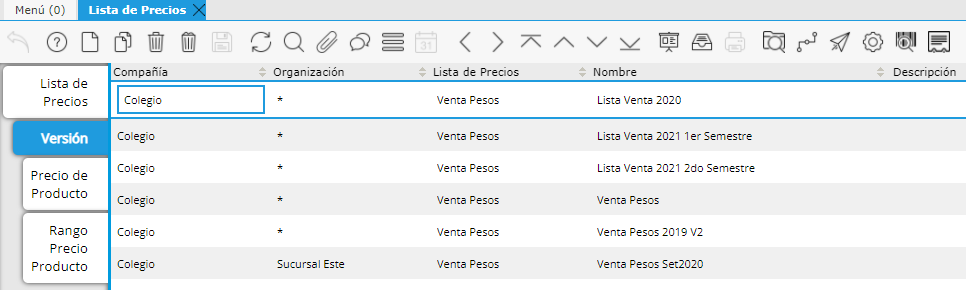 Menú (0) Lista de Precios
31
Lista de
Precios
Versión
Precio de
Producto
Rango
Precio
Producto
Compañía Organización Lista de Precios Nombre Descripción
Colegio * Venta Pesos Lista Venta 2020
Colegio * Venta Pesos Lista Venta 2021 1er Semestre
Colegio * Venta Pesos Lista Venta 2021 2do Semestre
Colegio * Venta Pesos Venta Pesos
Colegio * Venta Pesos Venta Pesos 2019 V2
Colegio Sucursal Este Venta Pesos Venta Pesos Set2020